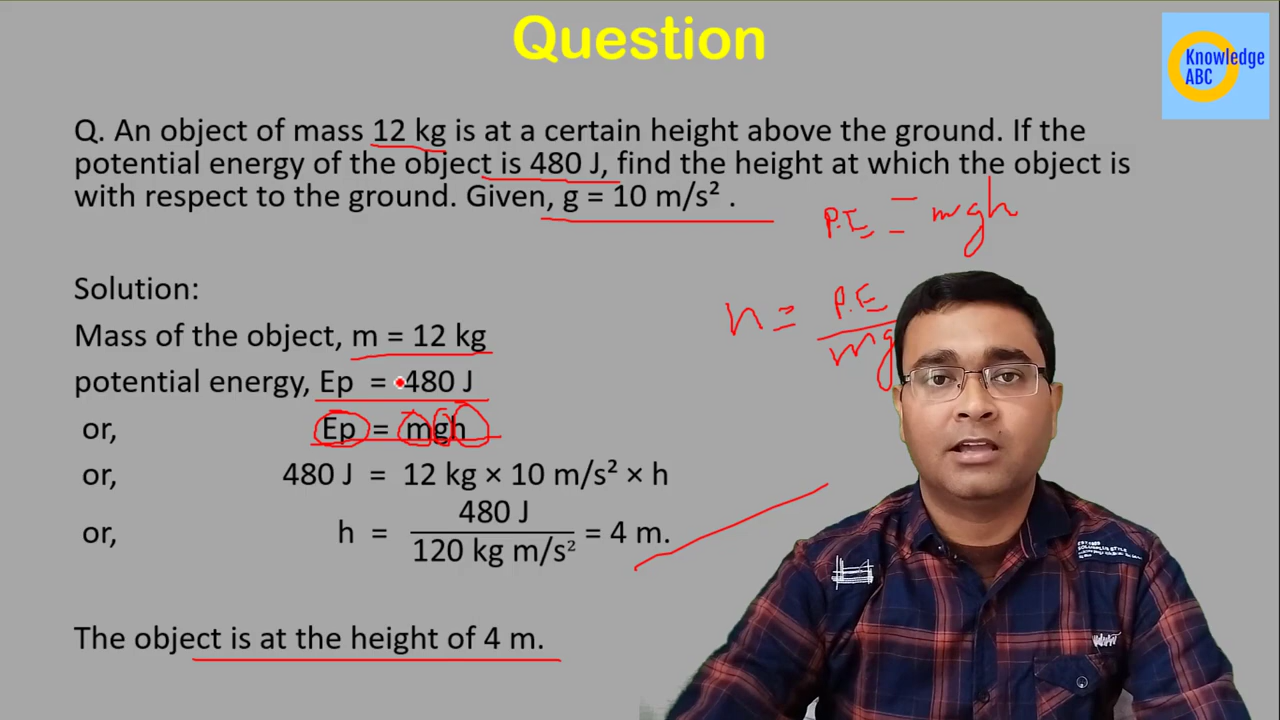 Question
Knowledge
ABC
Q. An object of mass 12 kg is at a certain height above the ground. If the
potential energy of the object is 480 J, find the height at which the object is
with respect to the ground. Given, g = 10 m/s² .
P.E = mgh
h = P.E
mg
Solution:
Mass of the object, m = 12 kg
potential energy, Ep = 480 J
or, Ep = mgh
or, 480 J = 12 kg × 10 m/s² × h
or, h = 480 J / 120 kg m/s² = 4 m.
The object is at the height of 4 m.